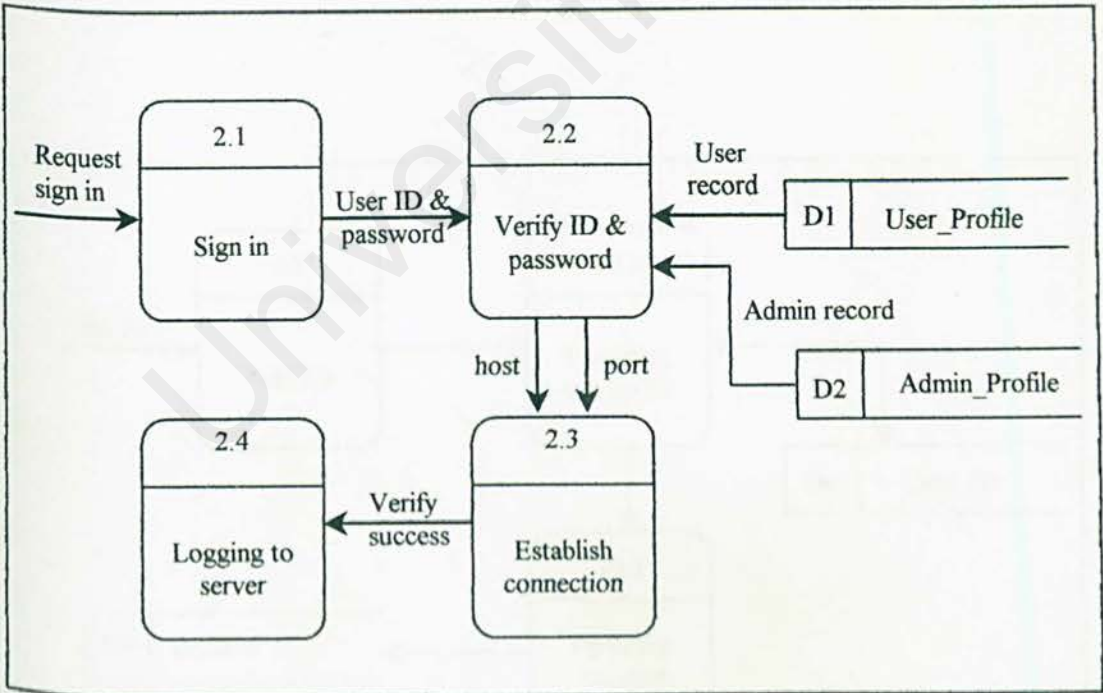 Request
sign in
2.1
Sign in
User ID &
password
2.2
Verify ID &
password
User
record
D1 User_Profile
Admin record
D2 Admin_Profile
host port
2.3
Establish
connection
Verify
success
2.4
Logging to
server